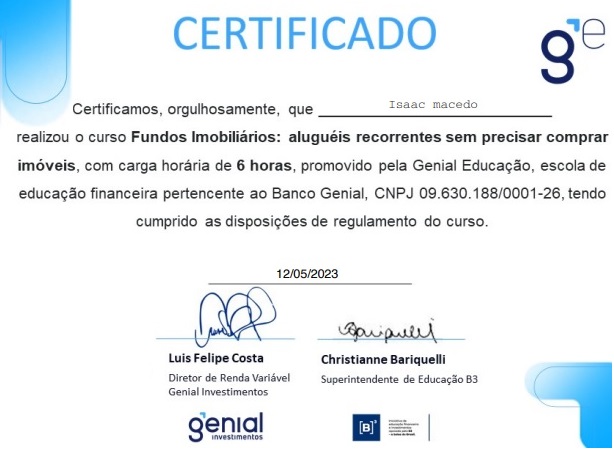 CERTIFICADO
ge
Certificamos, orgulhosamente, que Isaac macedo
realizou o curso Fundos Imobiliários: aluguéis recorrentes sem precisar comprar
imóveis, com carga horária de 6 horas, promovido pela Genial Educação, escola de
educação financeira pertencente ao Banco Genial, CNPJ 09.630.188/0001-26, tendo
cumprido as disposições de regulamento do curso.
12/05/2023
Luis Felipe Costa
Diretor de Renda Variável
Genial Investimentos
Christianne Bariquelli
Superintendente de Educação B3
genial
investimentos
[B]³